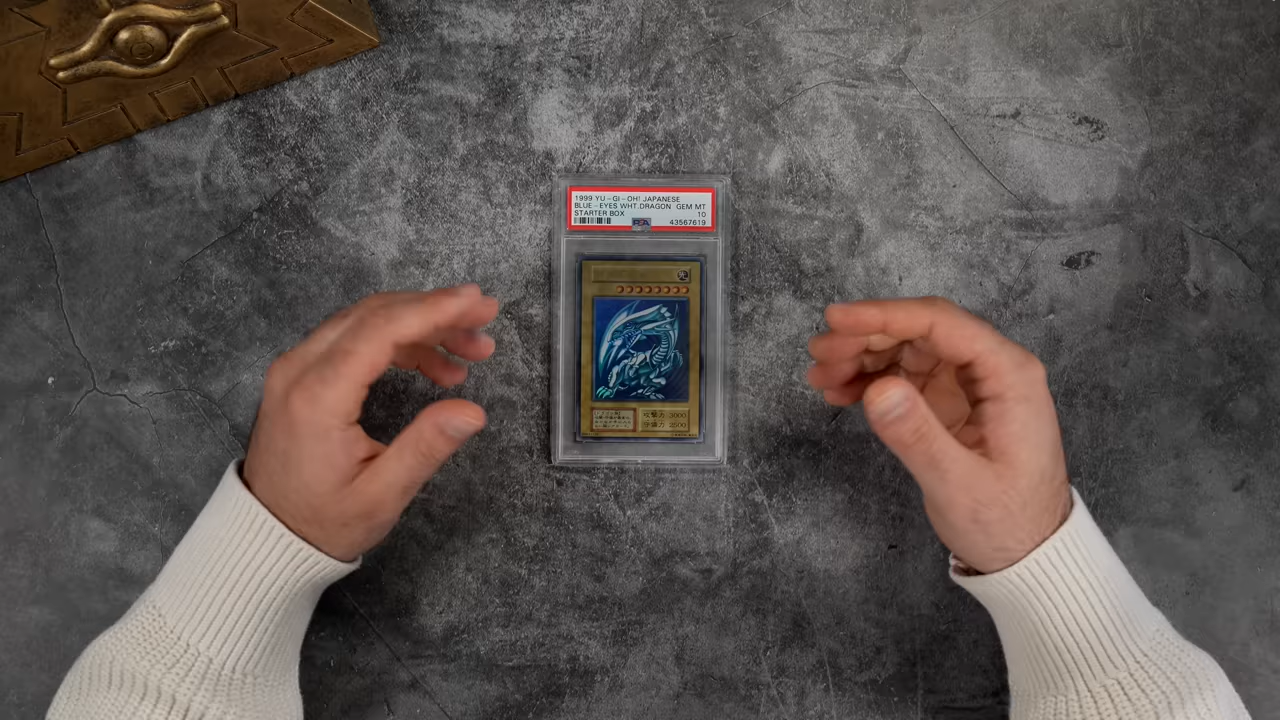 1999 YU-GI-OH! JAPANESE
BLUE-EYES WHT.DRAGON GEM MT
STARTER BOX 10
PSA 43567619
攻撃力 3000
守備力 2500